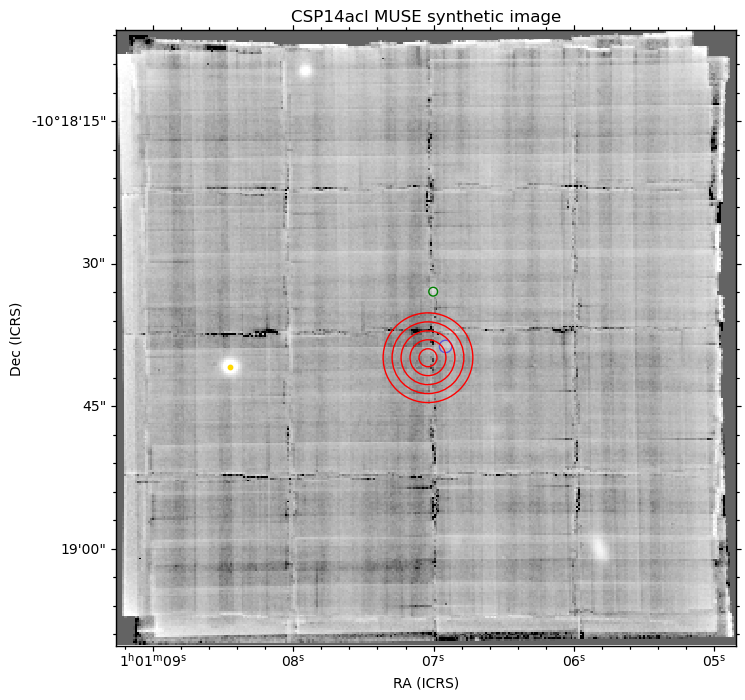 CSP14acl MUSE synthetic image
-10°18'15"
30"
45"
19'00"
Dec (ICRS)
1ʰ01ᵐ09ˢ 08ˢ 07ˢ 06ˢ 05ˢ
RA (ICRS)